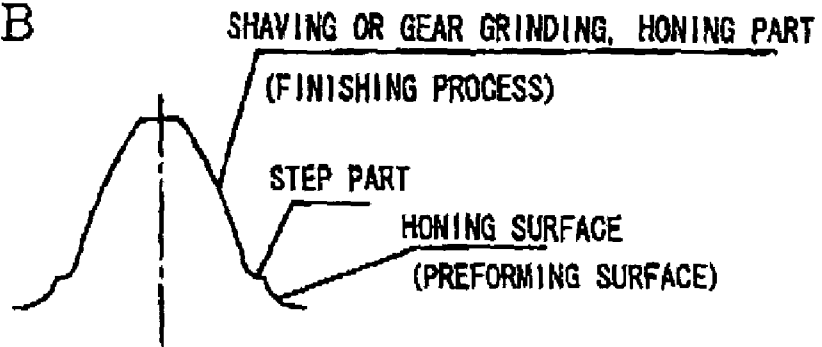 B
SHAVING OR GEAR GRINDING, HONING PART
(FINISHING PROCESS)
STEP PART
HONING SURFACE
(PREFORMING SURFACE)